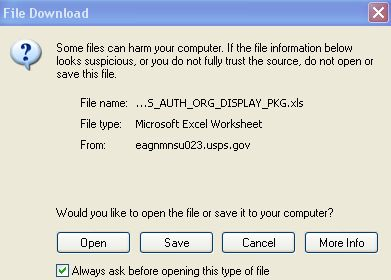 File Download
Some files can harm your computer. If the file information below
looks suspicious, or you do not fully trust the source, do not open or
save this file.
File name: ...S_AUTH_ORG_DISPLAY_PKG.xls
File type: Microsoft Excel Worksheet
From: eagnmnsu023.usps.gov
Would you like to open the file or save it to your computer?
Open Save Cancel More Info
Always ask before opening this type of file